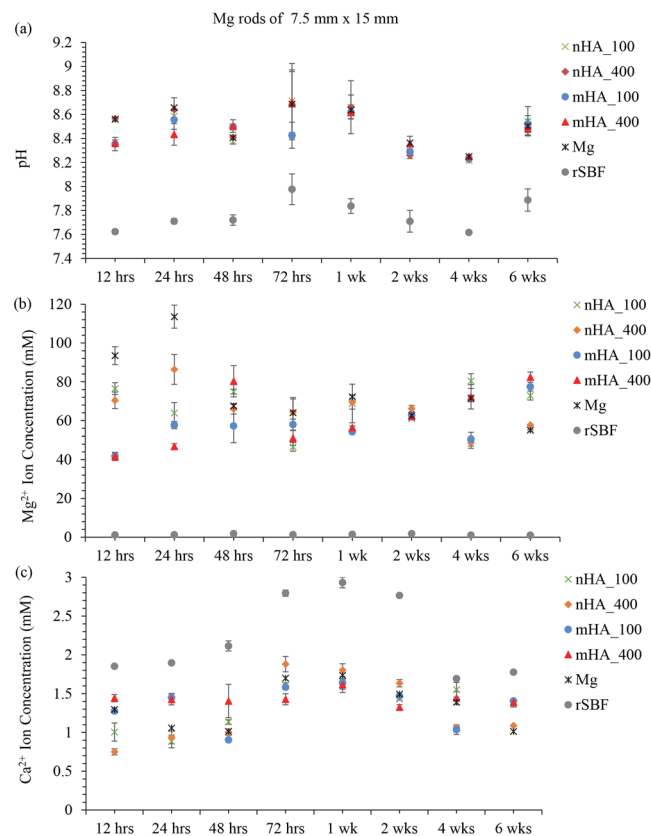 Mg rods of 7.5 mm x 15 mm
(a)
9.2
9
8.8
8.6
8.4
8.2
8
7.8
7.6
7.4
pH
12 hrs 24 hrs 48 hrs 72 hrs 1 wk 2 wks 4 wks 6 wks
nHA_100
nHA_400
mHA_100
mHA_400
Mg
rSBF
(b)
120
100
80
60
40
20
0
Mg2+ Ion Concentration (mM)
12 hrs 24 hrs 48 hrs 72 hrs 1 wk 2 wks 4 wks 6 wks
nHA_100
nHA_400
mHA_100
mHA_400
Mg
rSBF
(c)
3
2.5
2
1.5
1
0.5
0
Ca2+ Ion Concentration (mM)
12 hrs 24 hrs 48 hrs 72 hrs 1 wk 2 wks 4 wks 6 wks
nHA_100
nHA_400
mHA_100
mHA_400
Mg
rSBF